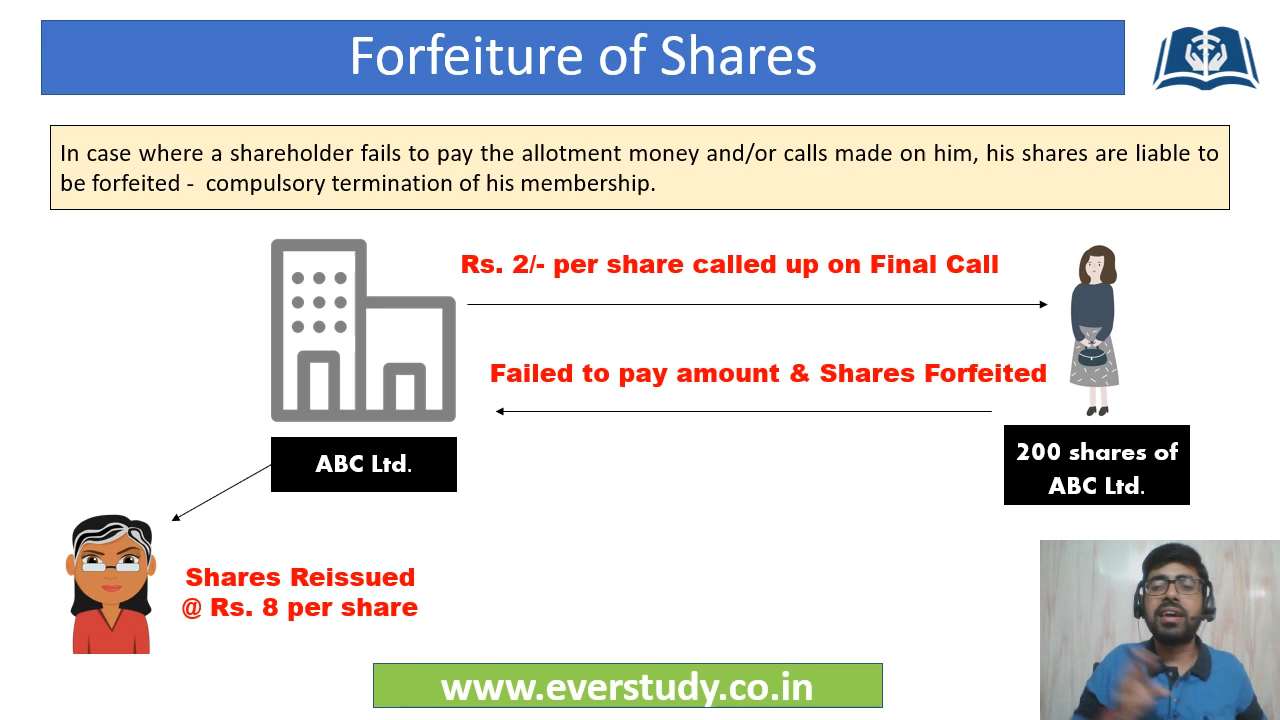 Forfeiture of Shares
In case where a shareholder fails to pay the allotment money and/or calls made on him, his shares are liable to
be forfeited - compulsory termination of his membership.
Rs. 2/- per share called up on Final Call
Failed to pay amount & Shares Forfeited
ABC Ltd.
200 shares of
ABC Ltd.
Shares Reissued
@ Rs. 8 per share
www.everstudy.co.in